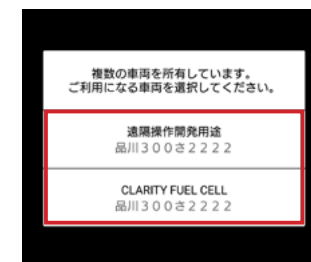 複数の車両を所有しています。
ご利用になる車両を選択してください。
遠隔操作開発用途
品川300さ2222
CLARITY FUEL CELL
品川300さ2222